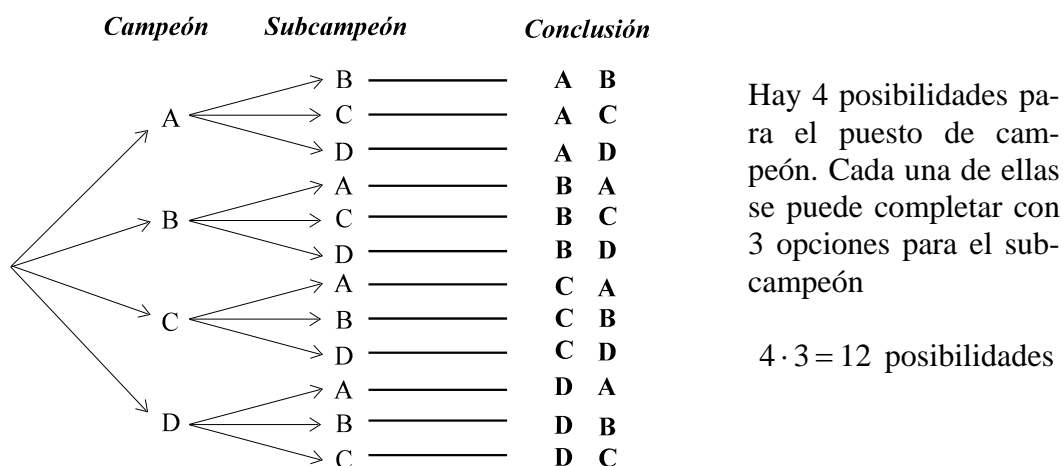 Campeón Subcampeón Conclusión
B A B
A C A C
D A D
A B A
B C B C
D B D
A C A
C B C B
D C D
A D A
D B D B
C D C
Hay 4 posibilidades pa-
ra el puesto de cam-
peón. Cada una de ellas
se puede completar con
3 opciones para el sub-
campeón
4 · 3 = 12 posibilidades